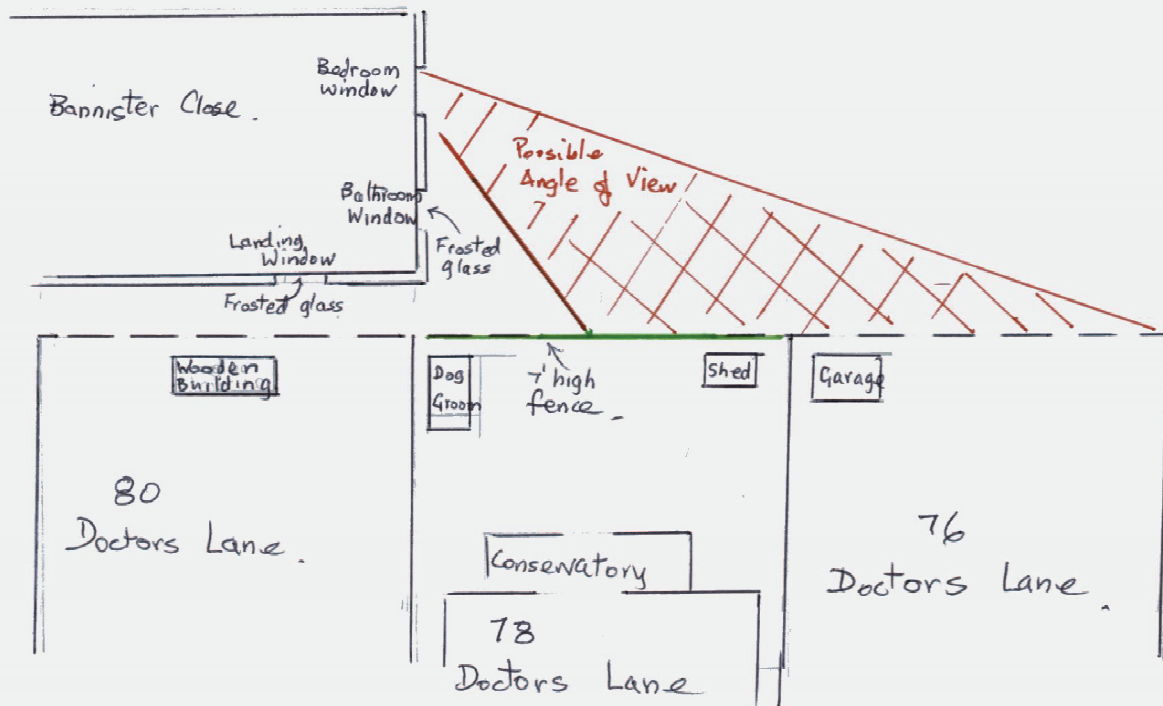 Bedroom
Window
Bannister Close.
Possible
Angle of View
Bathroom
Window
Frosted
glass
Landing
Window
Frosted glass
Wooden
Building
Dog
Groom
7' high
fence.
Shed
Garage
80
Doctors Lane.
Conservatory
78
Doctors Lane
76
Doctors Lane.